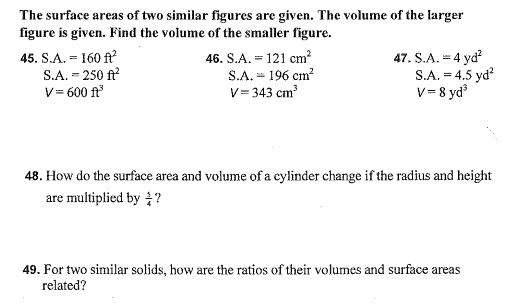 The surface areas of two similar figures are given. The volume of the larger
figure is given. Find the volume of the smaller figure.
45. S.A. = 160 ft² 46. S.A. = 121 cm² 47. S.A. = 4 yd²
S.A. = 250 ft² S.A. = 196 cm² S.A. = 4.5 yd²
V = 600 ft³ V = 343 cm³ V = 8 yd³
48. How do the surface area and volume of a cylinder change if the radius and height
are multiplied by 5/4?
49. For two similar solids, how are the ratios of their volumes and surface areas
related?